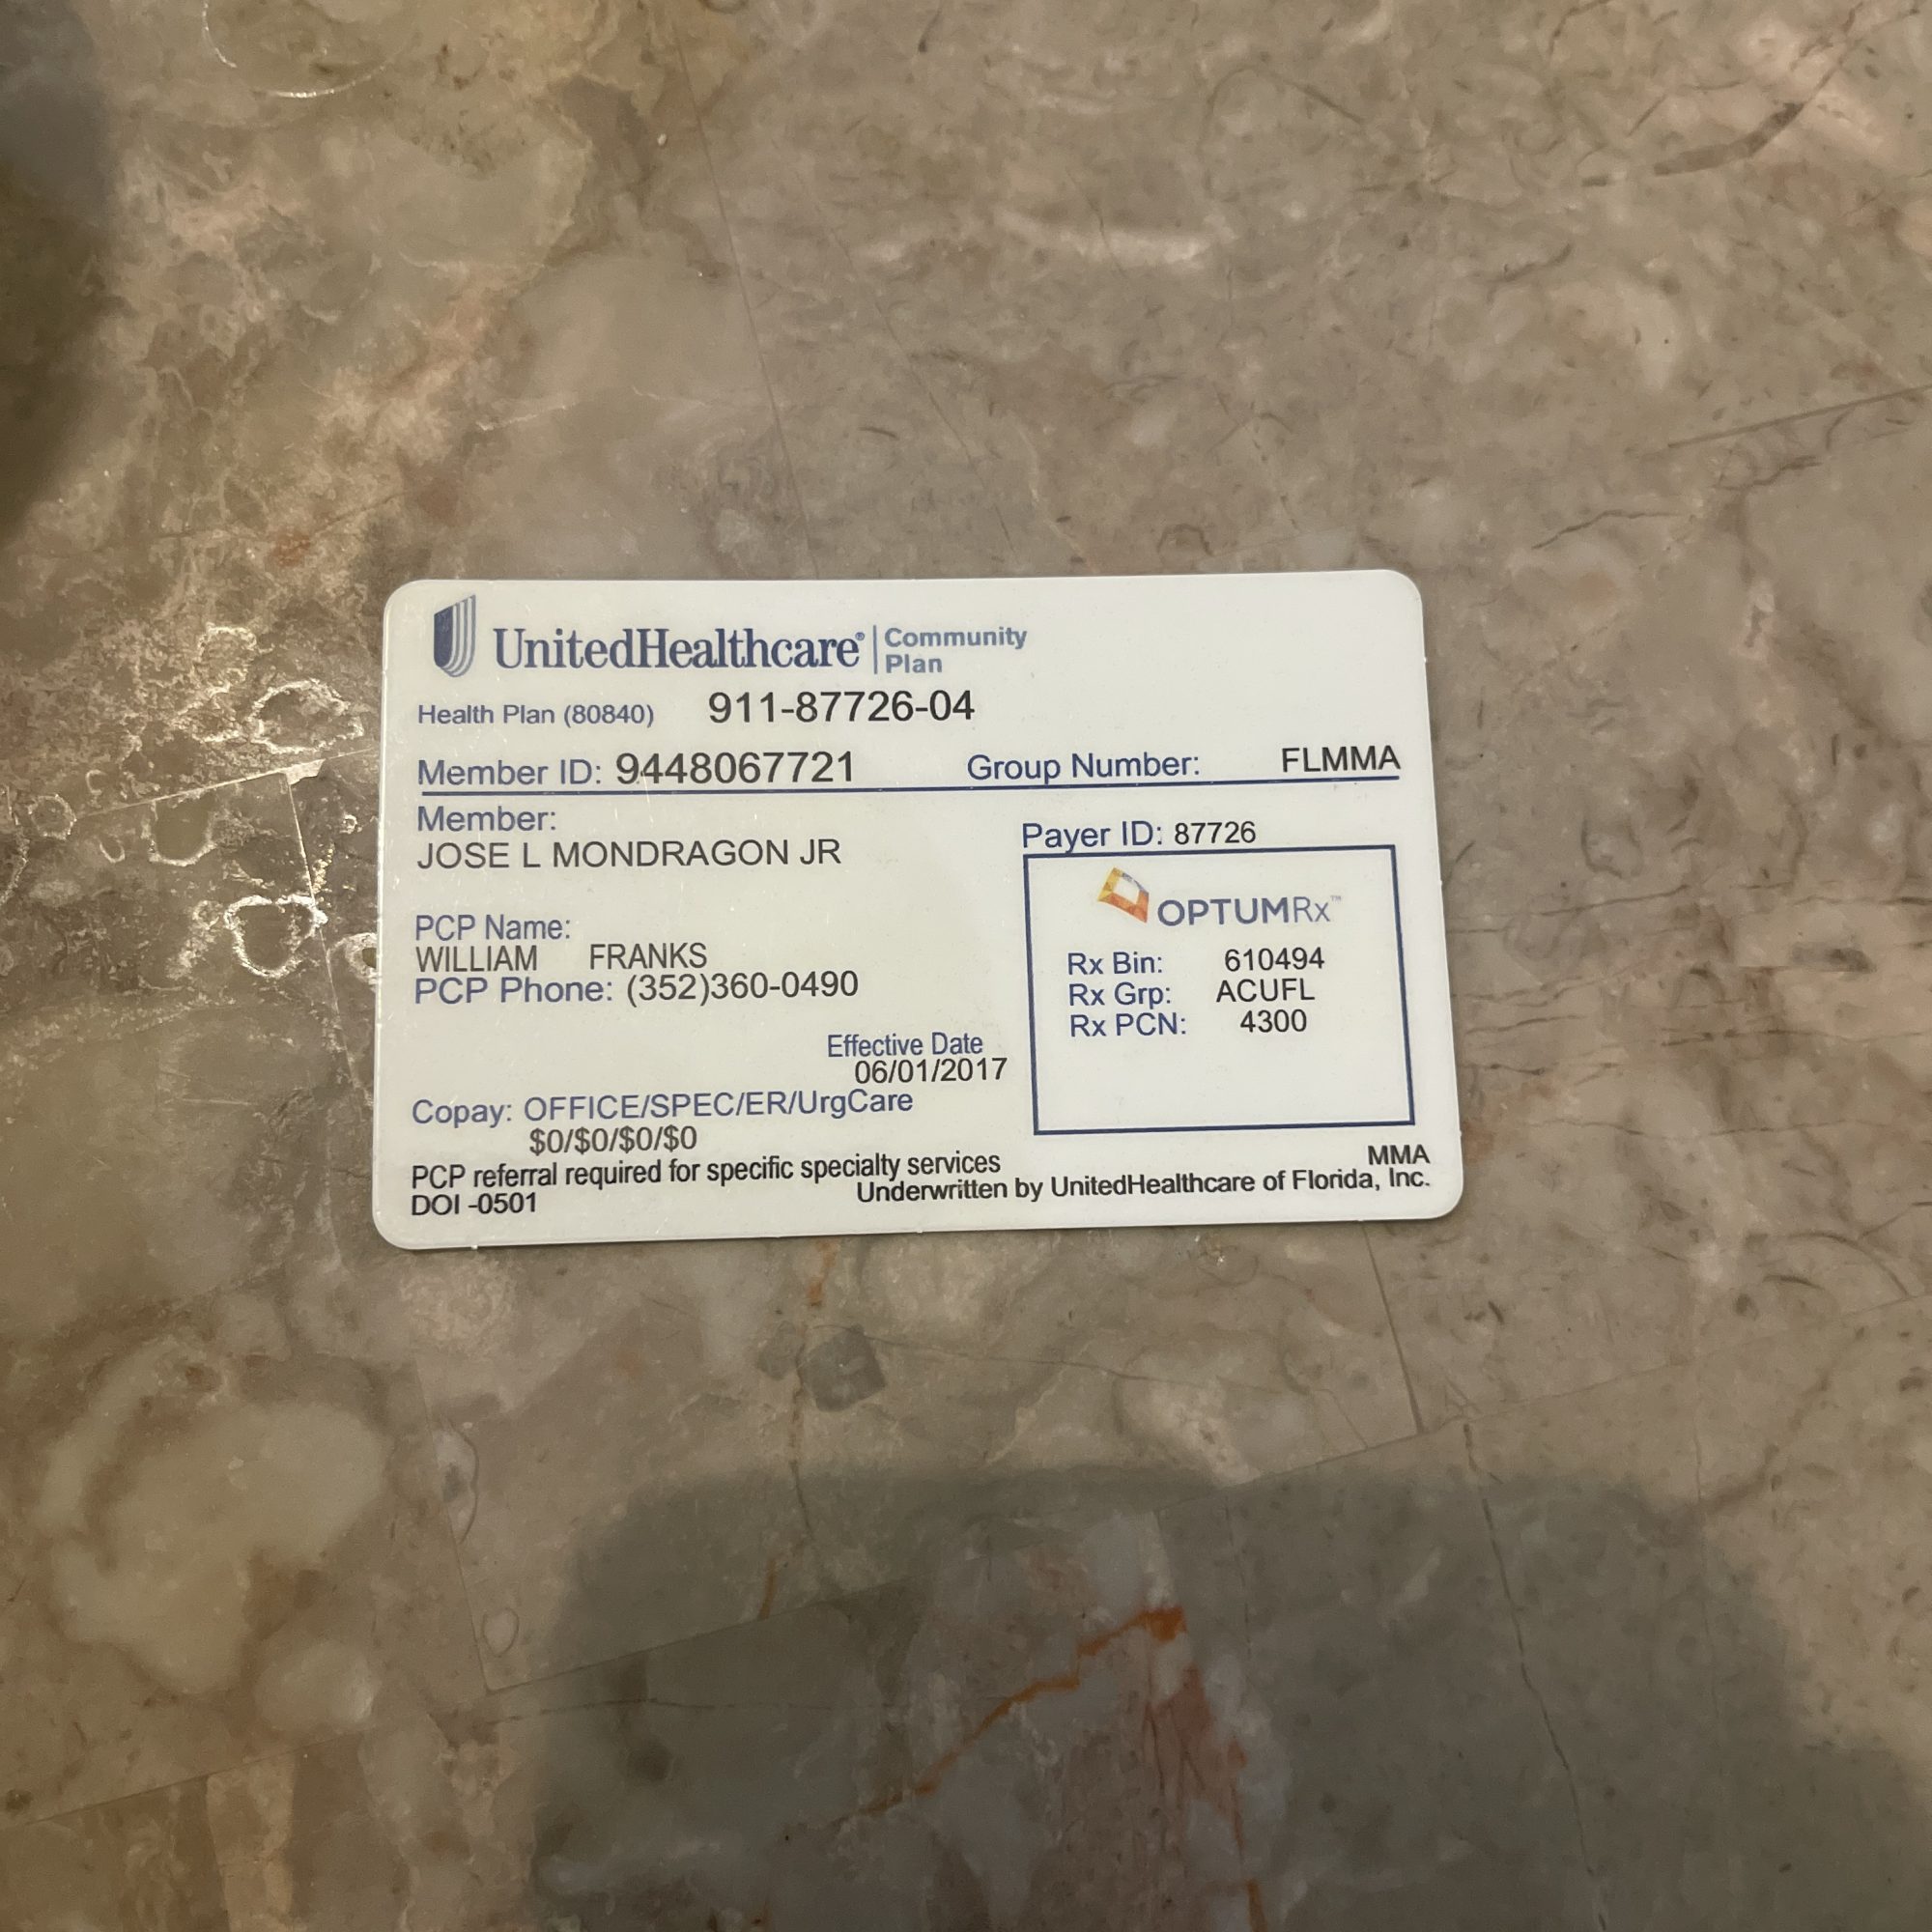 UnitedHealthcare® Community Plan
Health Plan (80840) 911-87726-04
Member ID: 9448067721 Group Number: FLMMA
Member:
JOSE L MONDRAGON JR
Payer ID: 87726
PCP Name:
WILLIAM FRANKS
PCP Phone: (352)360-0490
OPTUMRx™
Rx Bin: 610494
Rx Grp: ACUFL
Rx PCN: 4300
Effective Date
06/01/2017
Copay: OFFICE/SPEC/ER/UrgCare
$0/$0/$0/$0
PCP referral required for specific specialty services
MMA
DOI -0501
Underwritten by UnitedHealthcare of Florida, Inc.